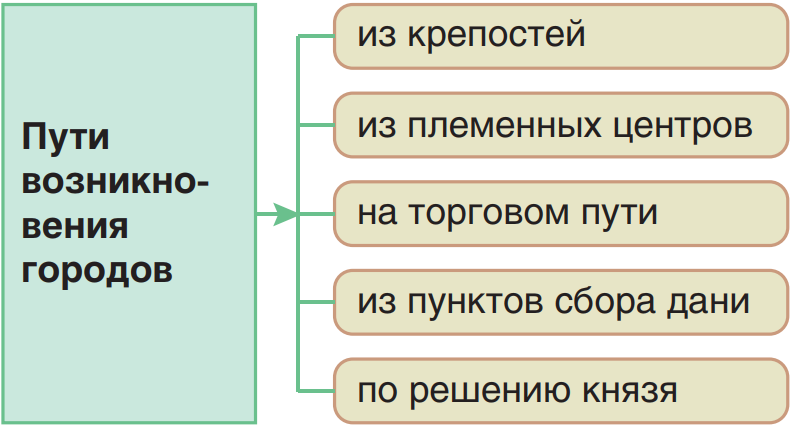 Пути
возникно-
вения
городов
из крепостей
из племенных центров
на торговом пути
из пунктов сбора дани
по решению князя